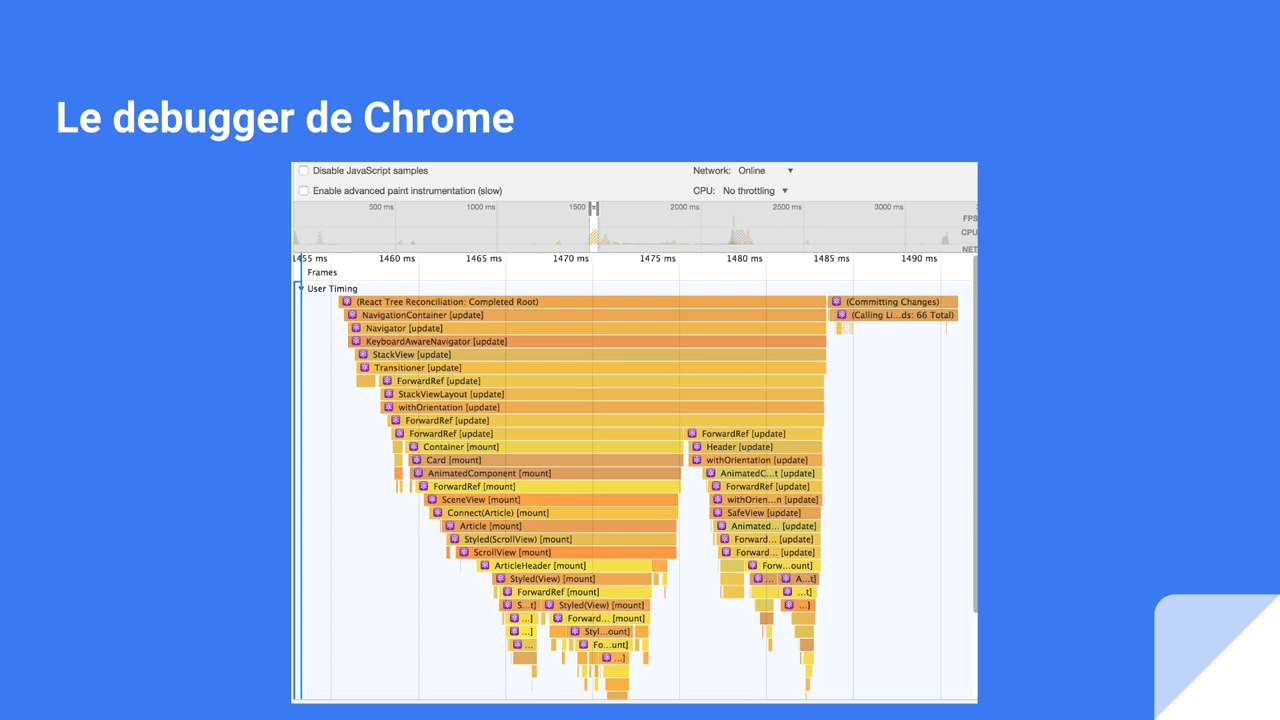 Le debugger de Chrome
Disable JavaScript samples
Network: Online
Enable advanced paint instrumentation (slow)
CPU: No throttling
500 ms 1000 ms 1500 2000 ms 2500 ms 3000 ms
FPS
CPU
NET
1455 ms 1460 ms 1465 ms 1470 ms 1475 ms 1480 ms 1485 ms 1490 ms
Frames
User Timing
(React Tree Reconciliation: Completed Root) (Committing Changes)
NavigationContainer [update] (Calling Li...ds: 66 Total)
Navigator [update]
KeyboardAwareNavigator [update]
StackView [update]
Transitioner [update]
ForwardRef [update]
StackViewLayout [update]
withOrientation [update]
ForwardRef [update]
ForwardRef [update] ForwardRef [update]
Container [mount] Header [update]
Card [mount] withOrientation [update]
AnimatedComponent [mount] AnimatedC...t [update]
ForwardRef [mount] ForwardRef [update]
SceneView [mount] withOrien...n [update]
Connect(Article) [mount] SafeView [update]
Article [mount] Animated... [update]
Styled(ScrollView) [mount] Forward... [update]
ScrollView [mount] Forward... [update]
ArticleHeader [mount] Forw...ount]
Styled(View) [mount] ... A...t]
ForwardRef [mount] ...t]
S...t] Styled(View) [mount] ...]
...] Forward... [mount]
...] Styl...ount]
... Fo...unt]
...]